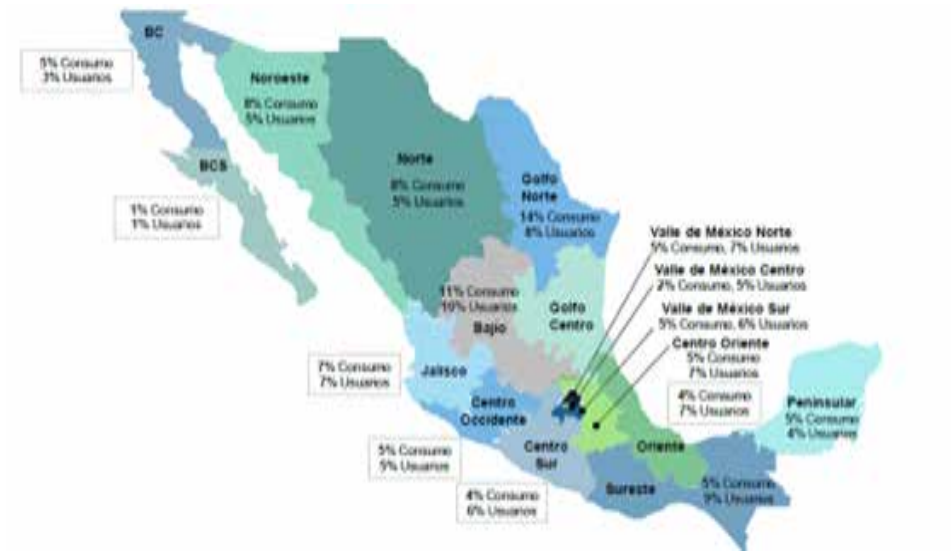 BC
5% Consumo
3% Usuarios
Noroeste
8% Consumo
5% Usuarios
BCS
1% Consumo
1% Usuarios
Norte
8% Consumo
5% Usuarios
Golfo
Norte
14% Consumo
8% Usuarios
Valle de México Norte
5% Consumo, 7% Usuarios
Valle de México Centro
Consumo, 5% Usuarios
Valle de México Sur
5% Consumo, 6% Usuarios
Centro Oriente
5% Consumo
7% Usuarios
11% Consumo
10% Usuarios
Bajío
Golfo
Centro
7% Consumo
7% Usuarios
Jalisco
Centro
Occidente
5% Consumo
5% Usuarios
Centro
Sur
4% Consumo
6% Usuarios
4% Consumo
7% Usuarios
Oriente
Sureste
5% Consumo
9% Usuarios
Peninsular
5% Consumo
4% Usuarios